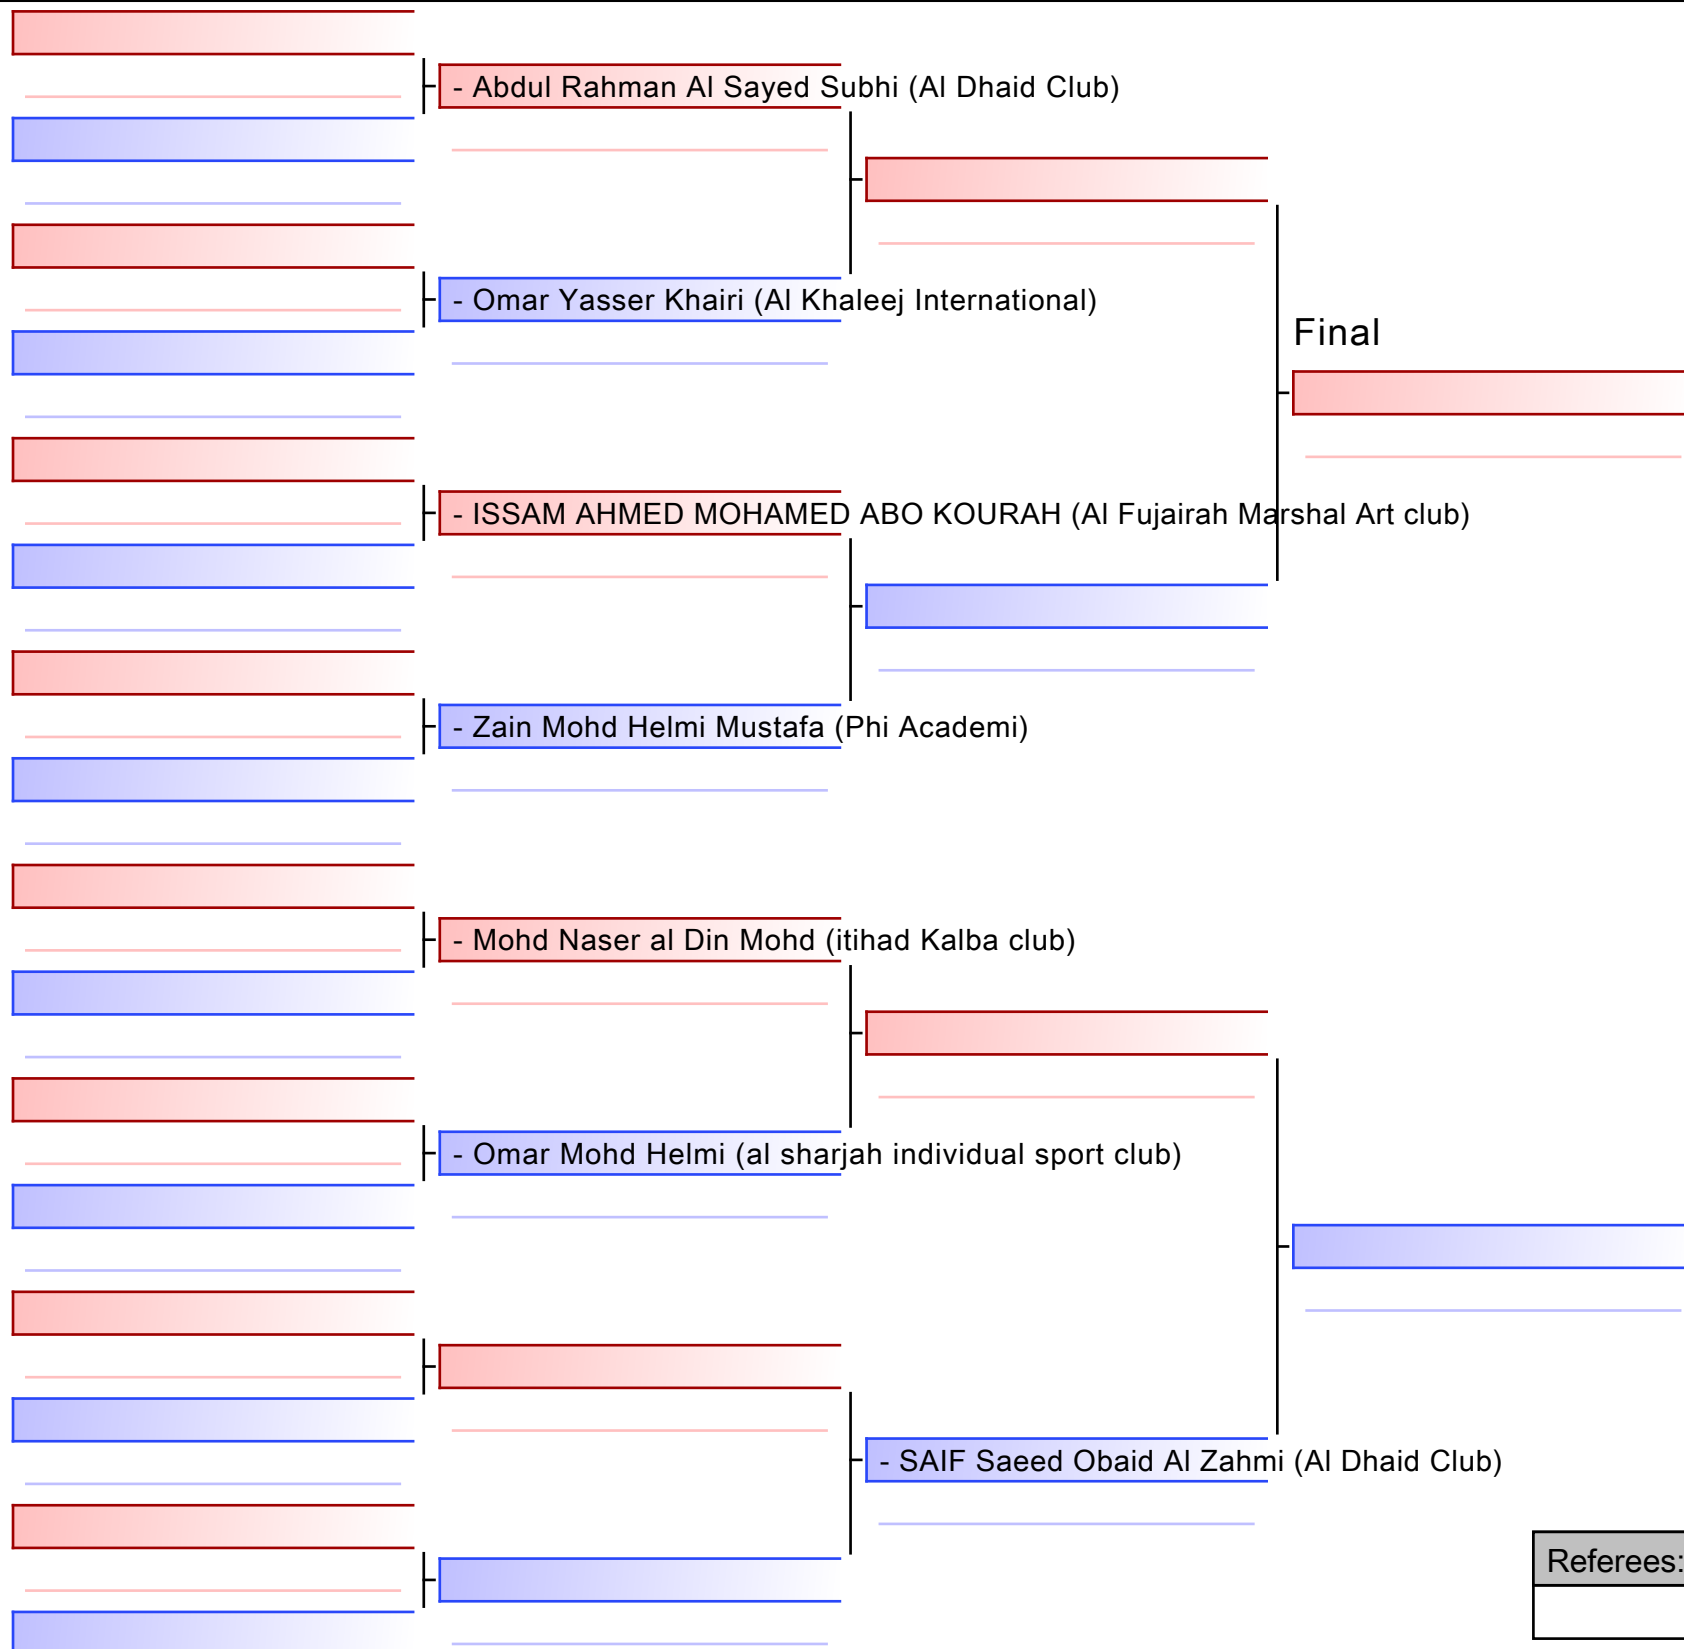 - Abdul Rahman Al Sayed Subhi (Al Dhaid Club)
- Omar Yasser Khairi (Al Khaleej International)
Final
- ISSAM AHMED MOHAMED ABO KOURAH (Al Fujairah Marshal Art club)
- Zain Mohd Helmi Mustafa (Phi Academi)
- Mohd Naser al Din Mohd (itihad Kalba club)
- Omar Mohd Helmi (al sharjah individual sport club)
- SAIF Saeed Obaid Al Zahmi (Al Dhaid Club)
Referees: